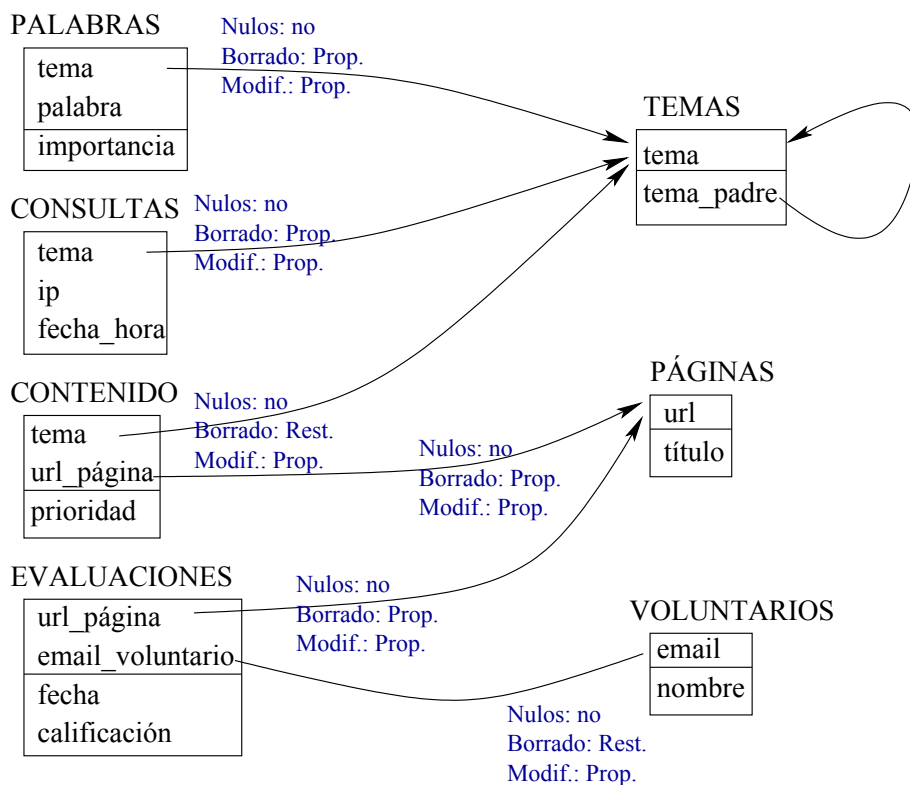 PALABRAS
tema
palabra
importancia
Nulos: no
Borrado: Prop.
Modif.: Prop.
TEMAS
tema
tema_padre
CONSULTAS
tema
ip
fecha_hora
Nulos: no
Borrado: Prop.
Modif.: Prop.
CONTENIDO
tema
url_página
prioridad
Nulos: no
Borrado: Rest.
Modif.: Prop.
Nulos: no
Borrado: Prop.
Modif.: Prop.
PÁGINAS
url
título
EVALUACIONES
url_página
email_voluntario
fecha
calificación
Nulos: no
Borrado: Prop.
Modif.: Prop.
VOLUNTARIOS
email
nombre
Nulos: no
Borrado: Rest.
Modif.: Prop.